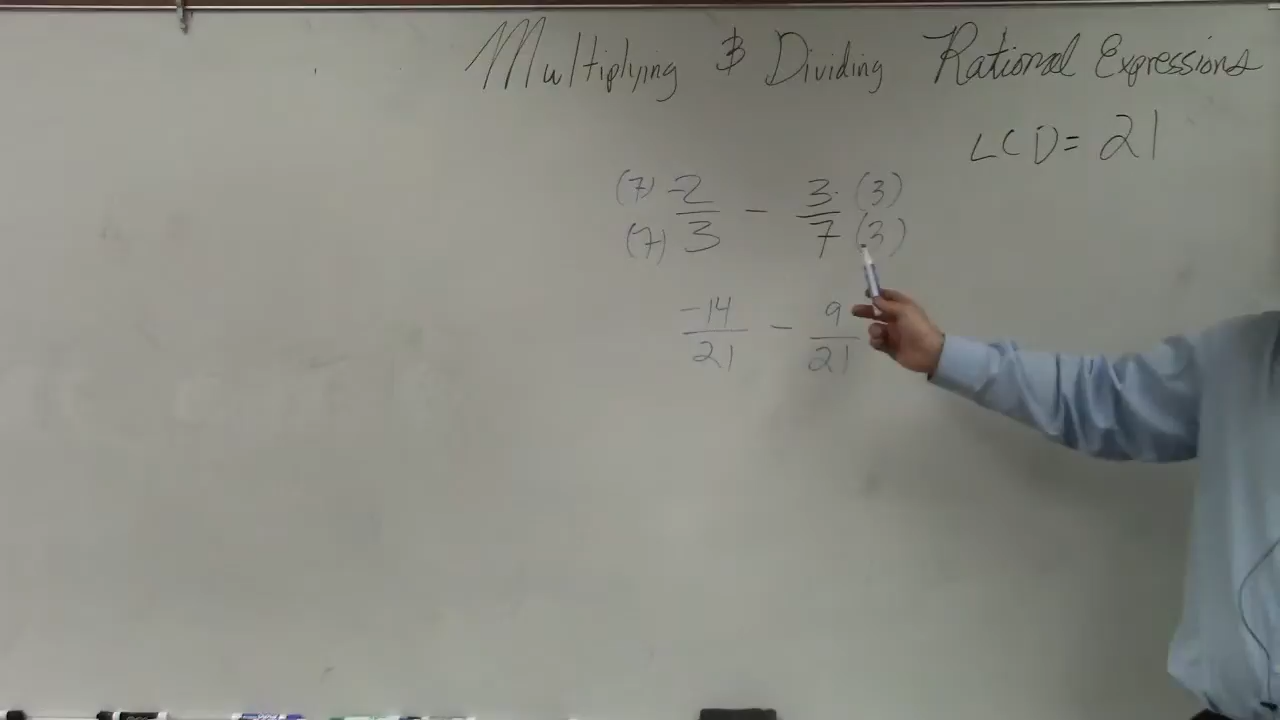 Multiplying & Dividing Rational Expressions
LCD = 21
(7) -2 / (7) 3 - 3 · (3) / 7 (3)
-14 / 21 - 9 / 21